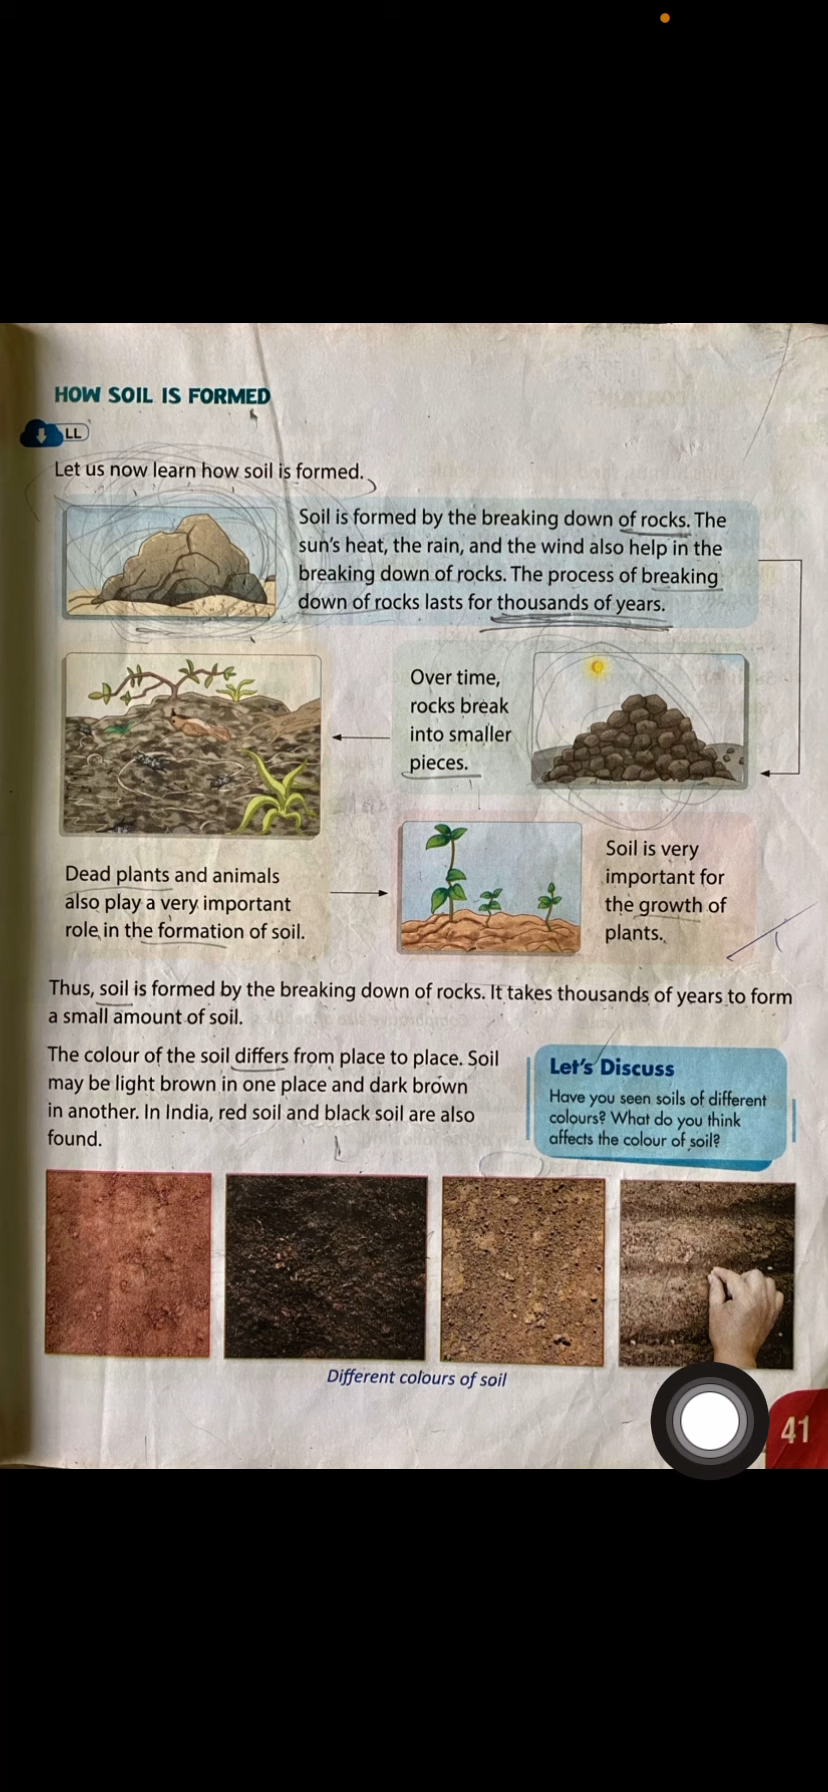 HOW SOIL IS FORMED
LL
Let us now learn how soil is formed.
Soil is formed by the breaking down of rocks. The
sun's heat, the rain, and the wind also help in the
breaking down of rocks. The process of breaking
down of rocks lasts for thousands of years.
Over time,
rocks break
into smaller
pieces.
Dead plants and animals
also play a very important
role in the formation of soil.
Soil is very
important for
the growth of
plants.
Thus, soil is formed by the breaking down of rocks. It takes thousands of years to form
a small amount of soil.
The colour of the soil differs from place to place. Soil
may be light brown in one place and dark brown
in another. In India, red soil and black soil are also
found.
Let's Discuss
Have you seen soils of different
colours? What do you think
affects the colour of soil?
Different colours of soil
41